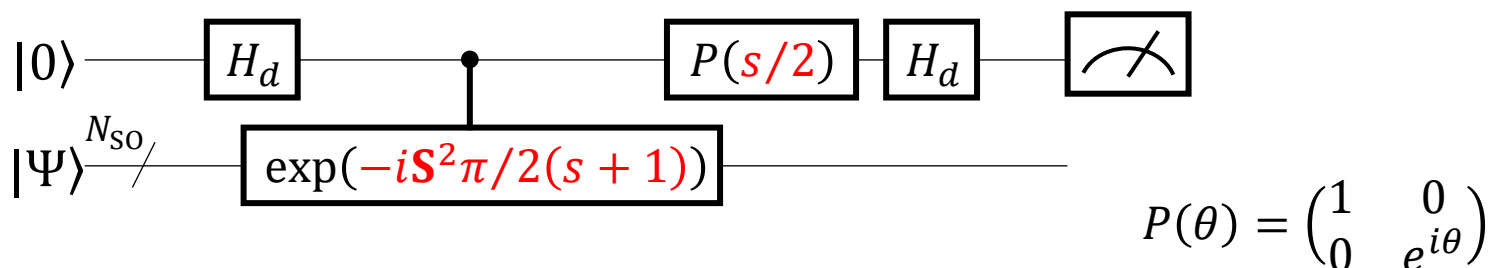 |0⟩ H_d P(s/2) H_d
N_SO
|Ψ⟩ exp(−iS²π/2(s + 1))
P(θ) = (1 0
0 e^{iθ})